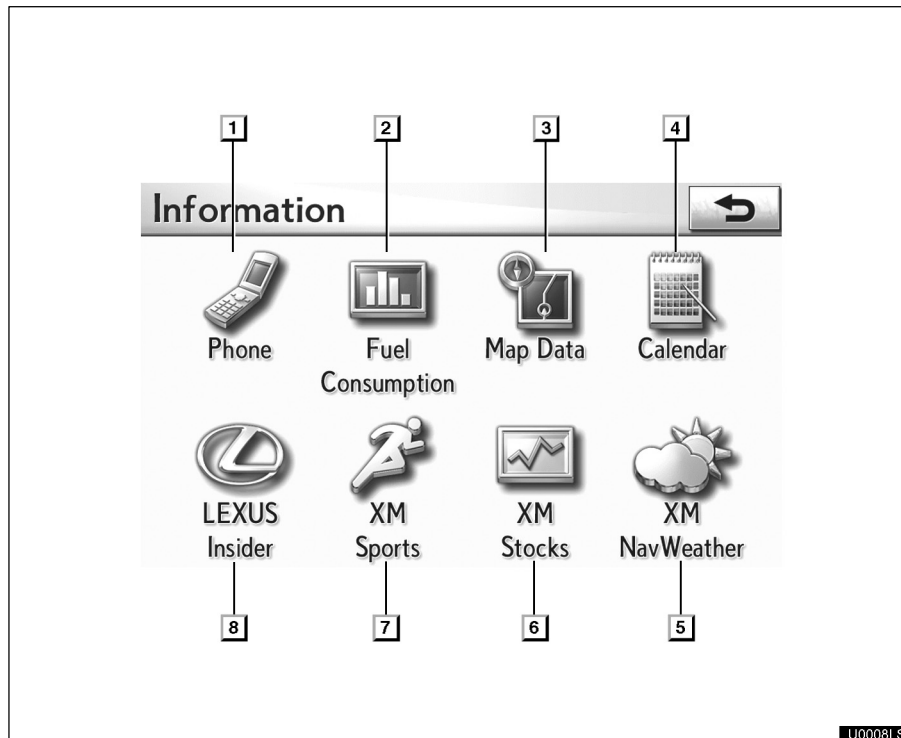 1 2 3 4
Information
Phone Fuel Consumption Map Data Calendar
LEXUS Insider XM Sports XM Stocks XM NavWeather
8 7 6 5
U0008LS